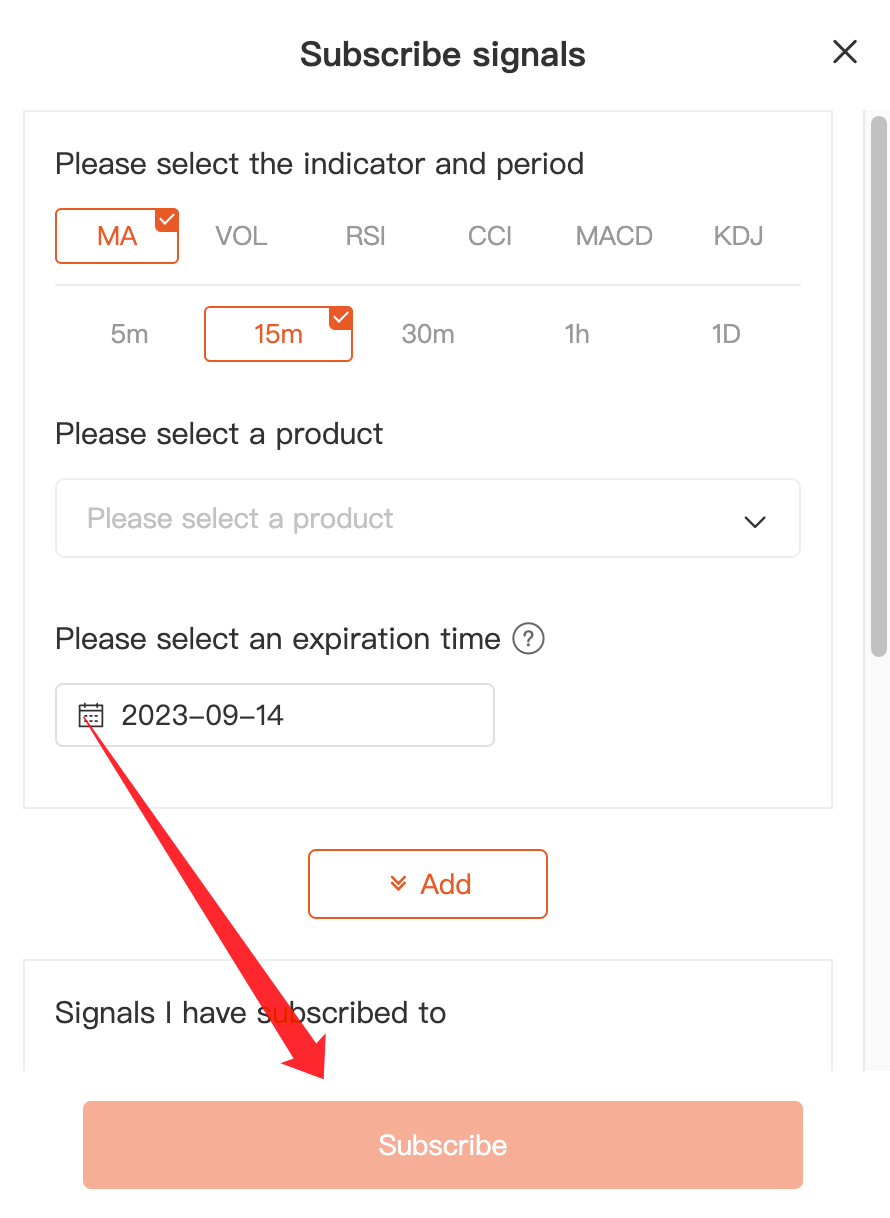 Subscribe signals
Please select the indicator and period
MA VOL RSI CCI MACD KDJ
5m 15m 30m 1h 1D
Please select a product
Please select a product
Please select an expiration time ?
2023-09-14
Add
Signals I have subscribed to
Subscribe